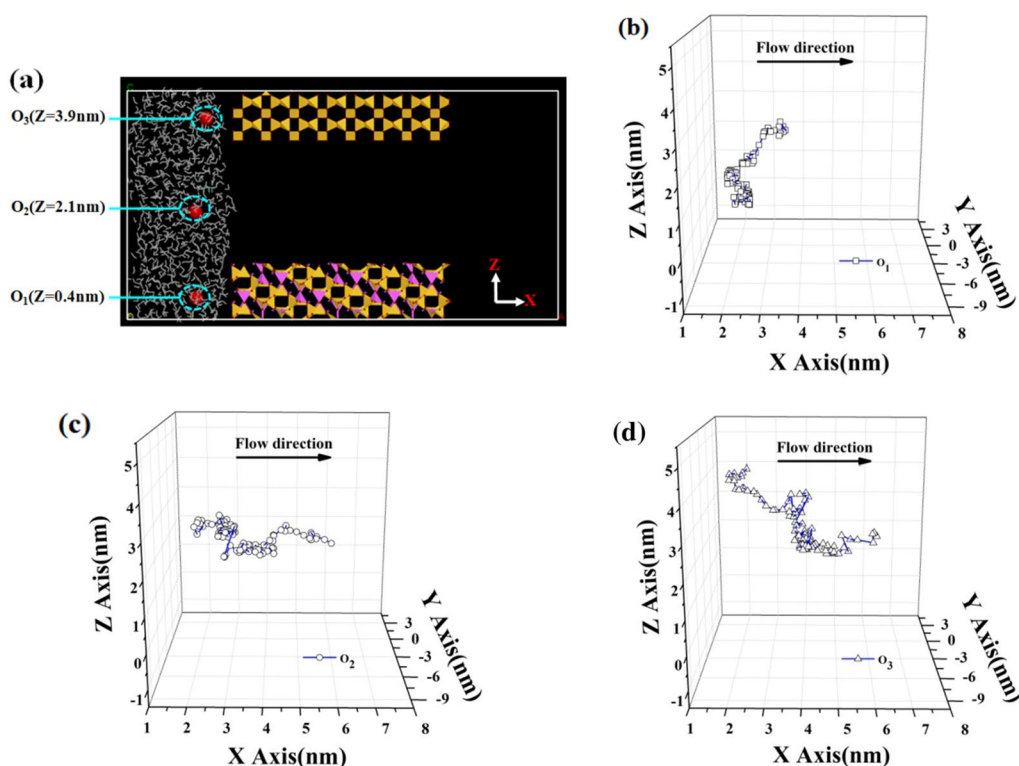 (a)
O3(Z=3.9nm)
O2(Z=2.1nm)
O1(Z=0.4nm)
Z
X
(b)
Flow direction
Z Axis(nm)
5
4
3
2
1
0
-1
1 2 3 4 5 6 7 8
X Axis(nm)
3
0
-3
-6
-9
Y Axis(nm)
O1
(c)
Flow direction
Z Axis(nm)
5
4
3
2
1
0
-1
1 2 3 4 5 6 7 8
X Axis(nm)
3
0
-3
-6
-9
Y Axis(nm)
O2
(d)
Flow direction
Z Axis(nm)
5
4
3
2
1
0
-1
1 2 3 4 5 6 7 8
X Axis(nm)
3
0
-3
-6
-9
Y Axis(nm)
O3